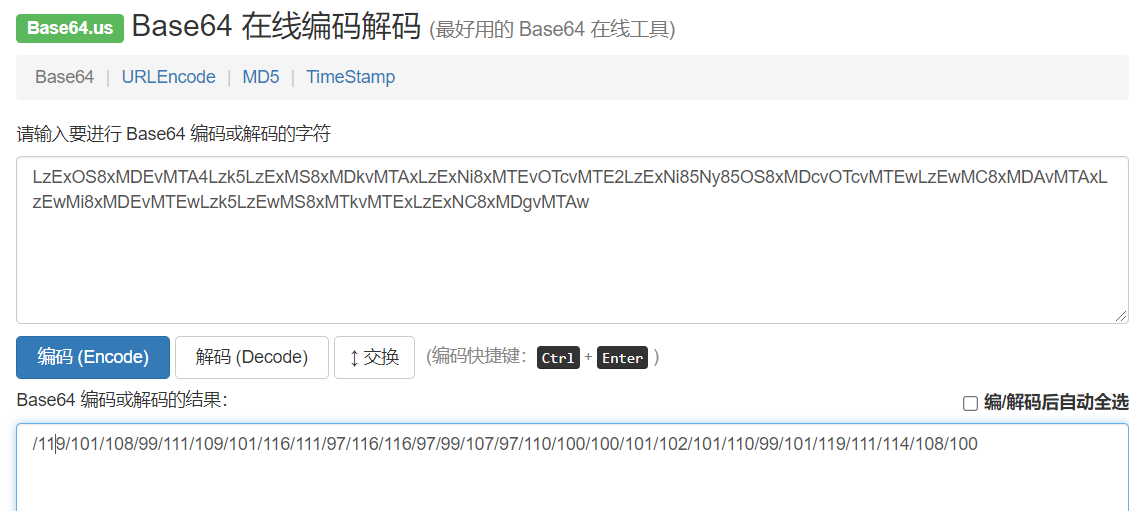 Base64.us Base64 在线编码解码 (最好用的 Base64 在线工具)
Base64 | URLEncode | MD5 | TimeStamp
请输入要进行 Base64 编码或解码的字符
LzExOS8xMDEvMTA4Lzk5LzExMS8xMDkvMTAxLzExNi8xMTEvOTcvMTE2LzExNi85Ny85OS8xMDcvOTcvMTEwLzEwMC8xMDAvMTAxL
zEwMi8xMDEvMTEwLzk5LzEwMS8xMTkvMTExLzExNC8xMDgvMTAw
编码 (Encode) 解码 (Decode) ↕ 交换 (编码快捷键: Ctrl + Enter )
Base64 编码或解码的结果: 编/解码后自动全选
/119/101/108/99/111/109/101/116/111/97/116/116/97/99/107/97/110/100/100/101/102/101/110/99/101/119/111/114/108/100